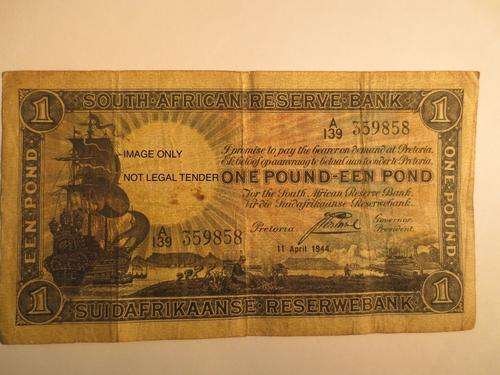 1 SOUTH AFRICAN RESERVE BANK 1
A/139 359858
IMAGE ONLY
I promise to pay the Bearer on demand at Pretoria.
Ek beloof op aanvraag te betaal aan toonder te Pretoria.
NOT LEGAL TENDER
ONE POUND-EEN POND
For the South African Reserve Bank.
Vir die Suidafrikaanse Reserwebank.
EEN POND
ONE POUND
Pretoria
Governor.
President.
A/139 359858
11 April 1944.
1 SUIDAFRIKAANSE RESERWEBANK 1